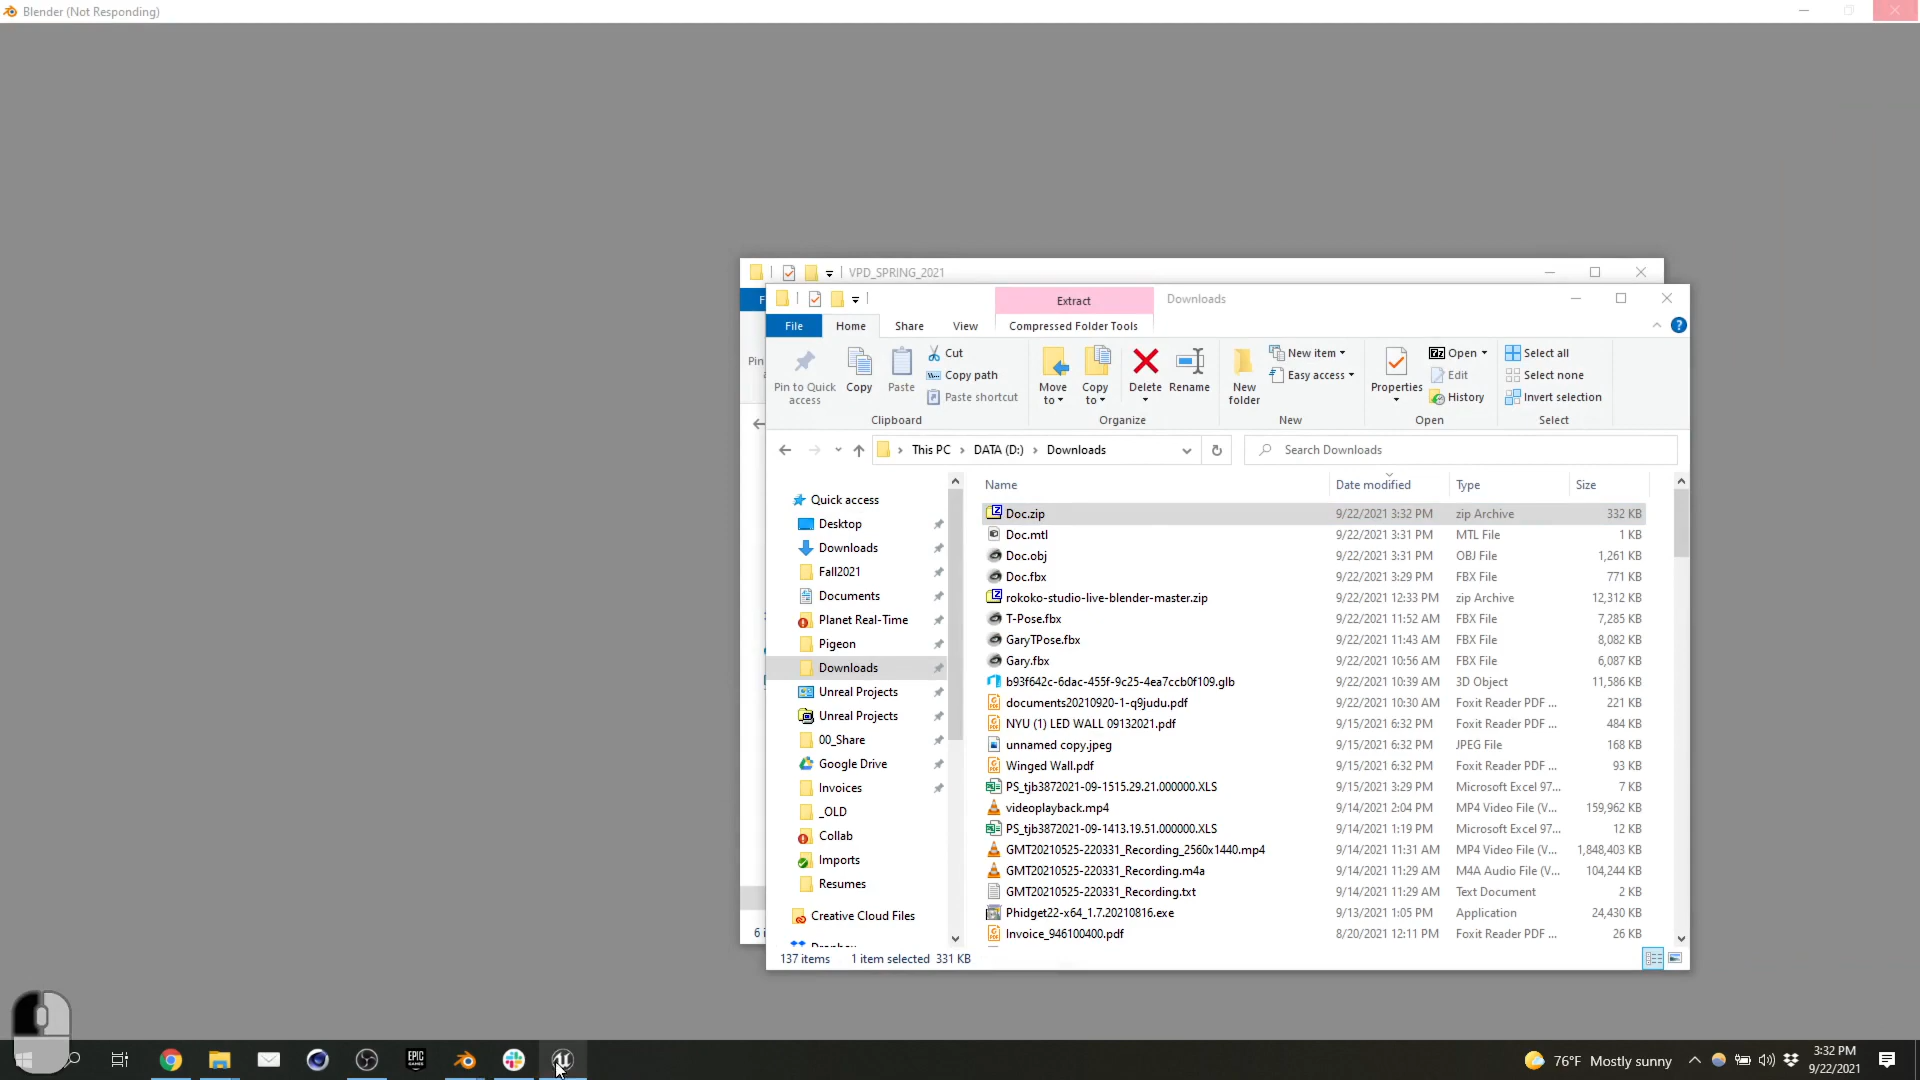 Blender (Not Responding)
VPD_SPRING_2021
Extract
Downloads
File
Home
Share
View
Compressed Folder Tools
Pin to Quick access
Copy
Paste
Cut
Copy path
Paste shortcut
Move to
Copy to
Delete
Rename
New folder
New item
Easy access
Properties
Open
Edit
History
Select all
Select none
Invert selection
Clipboard
Organize
New
Open
Select
This PC
DATA (D:)
Downloads
Search Downloads
Name
Date modified
Type
Size
Quick access
Desktop
Downloads
Fall2021
Documents
Planet Real-Time
Pigeon
Downloads
Unreal Projects
Unreal Projects
00_Share
Google Drive
Invoices
_OLD
Collab
Imports
Resumes
Creative Cloud Files
Dropbox
Doc.zip 9/22/2021 3:32 PM zip Archive 332 KB
Doc.mtl 9/22/2021 3:31 PM MTL File 1 KB
Doc.obj 9/22/2021 3:31 PM OBJ File 1,261 KB
Doc.fbx 9/22/2021 3:29 PM FBX File 771 KB
rokoko-studio-live-blender-master.zip 9/22/2021 12:33 PM zip Archive 12,312 KB
T-Pose.fbx 9/22/2021 11:52 AM FBX File 7,285 KB
GaryTPose.fbx 9/22/2021 11:43 AM FBX File 8,082 KB
Gary.fbx 9/22/2021 10:56 AM FBX File 6,087 KB
b93f642c-6dac-455f-9c25-4ea7ccb0f109.glb 9/22/2021 10:39 AM 3D Object 11,586 KB
documents20210920-1-q9judu.pdf 9/22/2021 10:30 AM Foxit Reader PDF ... 221 KB
NYU (1) LED WALL 09132021.pdf 9/15/2021 6:32 PM Foxit Reader PDF ... 484 KB
unnamed copy.jpeg 9/15/2021 6:32 PM JPEG File 168 KB
Winged Wall.pdf 9/15/2021 6:32 PM Foxit Reader PDF ... 93 KB
PS_tjb3872021-09-1515.29.21.000000.XLS 9/15/2021 3:29 PM Microsoft Excel 97... 7 KB
videoplayback.mp4 9/14/2021 2:04 PM MP4 Video File (V... 159,962 KB
PS_tjb3872021-09-1413.19.51.000000.XLS 9/14/2021 1:19 PM Microsoft Excel 97... 12 KB
GMT20210525-220331_Recording_2560x1440.mp4 9/14/2021 11:31 AM MP4 Video File (V... 1,848,403 KB
GMT20210525-220331_Recording.m4a 9/14/2021 11:29 AM M4A Audio File (V... 104,244 KB
GMT20210525-220331_Recording.txt 9/14/2021 11:29 AM Text Document 2 KB
Phidget22-x64_1.7.20210816.exe 9/13/2021 1:05 PM Application 24,430 KB
Invoice_946100400.pdf 8/20/2021 12:11 PM Foxit Reader PDF ... 26 KB
137 items 1 item selected 331 KB
EPIC GAMES
76°F Mostly sunny
3:32 PM
9/22/2021